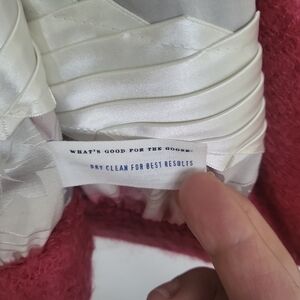 WHAT'S GOOD FOR THE GOOSE:
DRY CLEAN FOR BEST RESULTS